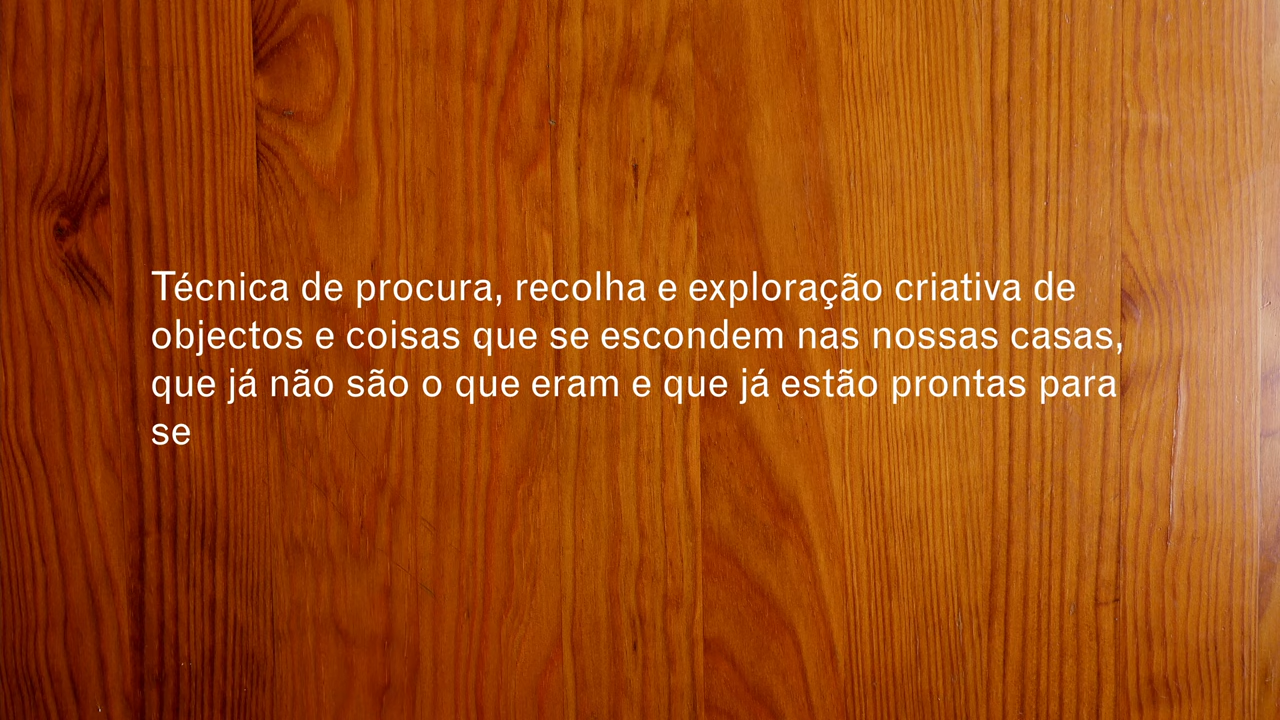 Técnica de procura, recolha e exploração criativa de
objectos e coisas que se escondem nas nossas casas,
que já não são o que eram e que já estão prontas para
se